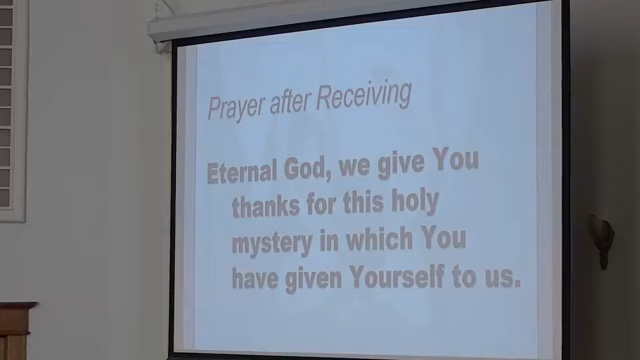 Prayer after Receiving
Eternal God, we give You
thanks for this holy
mystery in which You
have given Yourself to us.